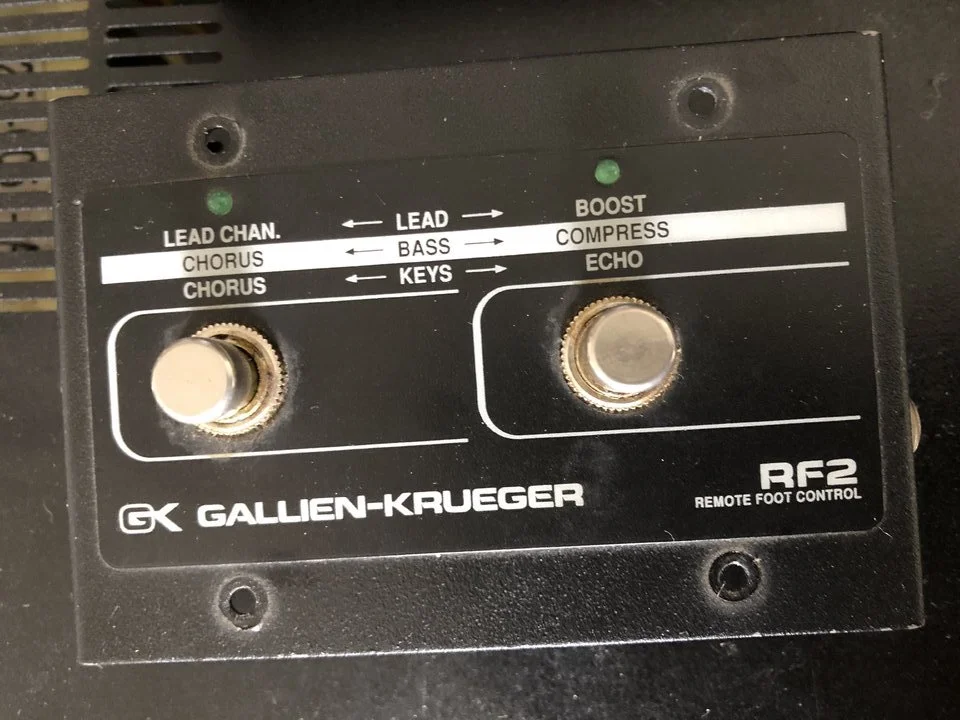 LEAD CHAN. ← LEAD → BOOST
CHORUS ← BASS → COMPRESS
CHORUS ← KEYS → ECHO
GK GALLIEN-KRUEGER
RF2
REMOTE FOOT CONTROL